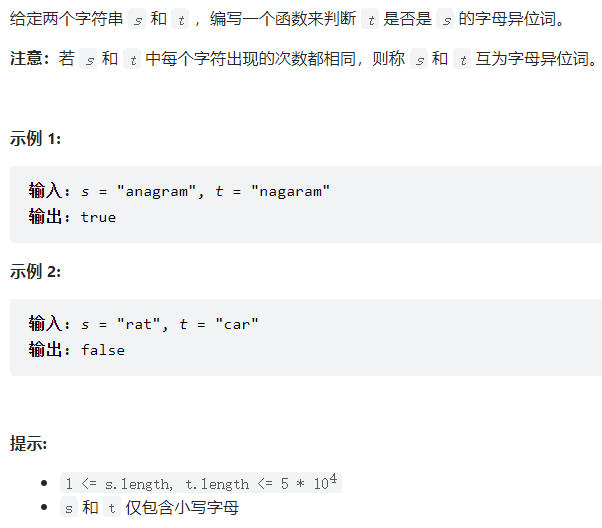 给定两个字符串 s 和 t ，编写一个函数来判断 t 是否是 s 的字母异位词。
注意：若 s 和 t 中每个字符出现的次数都相同，则称 s 和 t 互为字母异位词。
示例 1:
输入: s = "anagram", t = "nagaram"
输出: true
示例 2:
输入: s = "rat", t = "car"
输出: false
提示:
• 1 <= s.length, t.length <= 5 * 10⁴
• s 和 t 仅包含小写字母